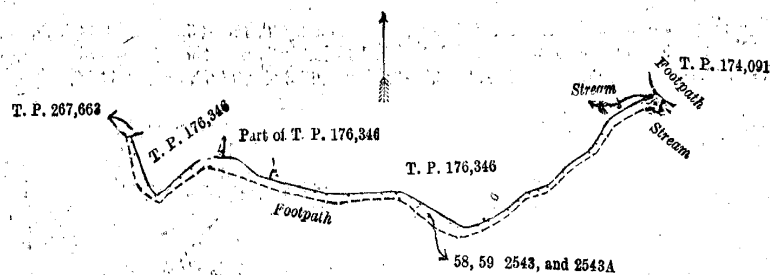 T. P. 174,091
Footpath
Stream
Stream
T. P. 267,663
T. P. 176,346
Part of T. P. 176,346
T. P. 176,346
Footpath
58, 59 2543, and 2543A